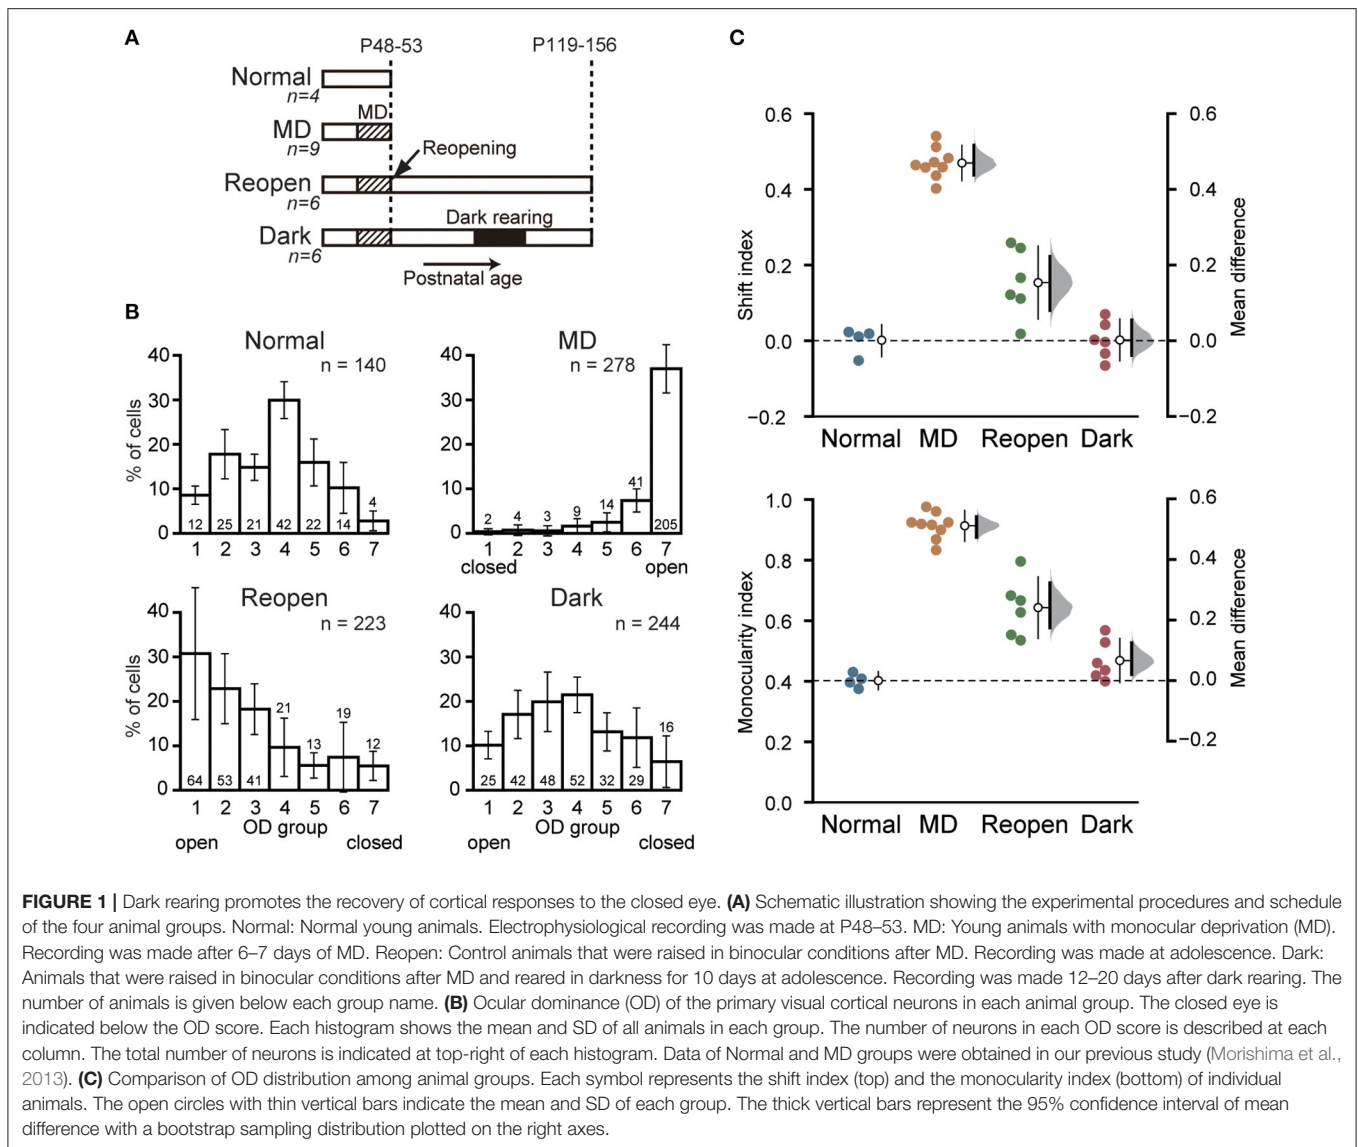 A
P48-53
P119-156
Normal
n=4
MD
MD
n=9
Reopening
Reopen
n=6
Dark rearing
Dark
n=6
Postnatal age
B
Normal
n = 140
% of cells
40
30
20
10
0
12 25 21 42 22 14 4
1 2 3 4 5 6 7
MD
n = 278
40
30
20
10
0
2 4 3 9 14 41 205
1 2 3 4 5 6 7
closed open
Reopen
n = 223
% of cells
40
30
20
10
0
64 53 41 21 13 19 12
1 2 3 4 5 6 7
OD group
open closed
Dark
n = 244
40
30
20
10
0
25 42 48 52 32 29 16
1 2 3 4 5 6 7
OD group
open closed
C
Shift index
0.6
0.4
0.2
0.0
−0.2
Mean difference
0.6
0.4
0.2
0.0
−0.2
Normal MD Reopen Dark
Monocularity index
1.0
0.8
0.6
0.4
0.2
0.0
Mean difference
0.6
0.4
0.2
0.0
−0.2
Normal MD Reopen Dark
FIGURE 1 | Dark rearing promotes the recovery of cortical responses to the closed eye. (A) Schematic illustration showing the experimental procedures and schedule
of the four animal groups. Normal: Normal young animals. Electrophysiological recording was made at P48–53. MD: Young animals with monocular deprivation (MD).
Recording was made after 6–7 days of MD. Reopen: Control animals that were raised in binocular conditions after MD. Recording was made at adolescence. Dark:
Animals that were raised in binocular conditions after MD and reared in darkness for 10 days at adolescence. Recording was made 12–20 days after dark rearing. The
number of animals is given below each group name. (B) Ocular dominance (OD) of the primary visual cortical neurons in each animal group. The closed eye is
indicated below the OD score. Each histogram shows the mean and SD of all animals in each group. The number of neurons in each OD score is described at each
column. The total number of neurons is indicated at top-right of each histogram. Data of Normal and MD groups were obtained in our previous study (Morishima et al.,
2013). (C) Comparison of OD distribution among animal groups. Each symbol represents the shift index (top) and the monocularity index (bottom) of individual
animals. The open circles with thin vertical bars indicate the mean and SD of each group. The thick vertical bars represent the 95% confidence interval of mean
difference with a bootstrap sampling distribution plotted on the right axes.